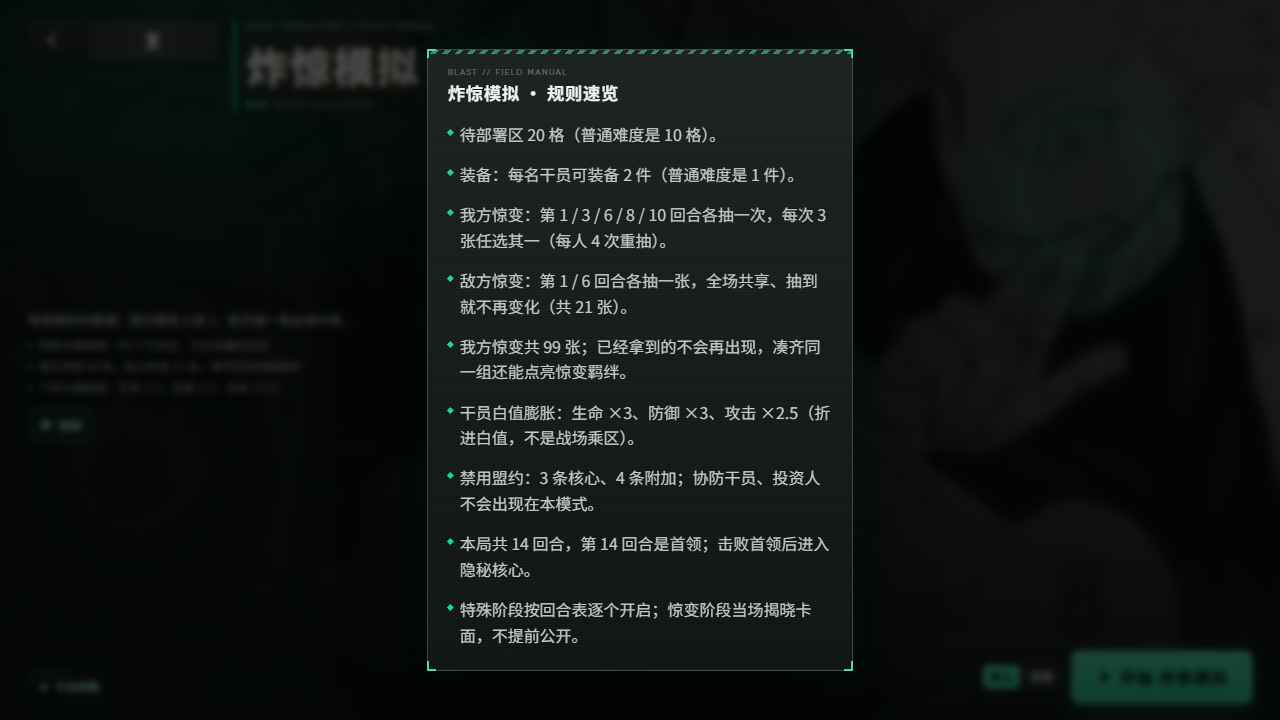 炸惊模拟
BLAST // FIELD MANUAL
炸惊模拟 · 规则速览
待部署区 20 格（普通难度是 10 格）。
装备：每名干员可装备 2 件（普通难度是 1 件）。
我方惊变：第 1 / 3 / 6 / 8 / 10 回合各抽一次，每次 3
张任选其一（每人 4 次重抽）。
敌方惊变：第 1 / 6 回合各抽一张，全场共享、抽到
就不再变化（共 21 张）。
我方惊变共 99 张；已经拿到的不会再出现，凑齐同
一组还能点亮惊变羁绊。
干员白值膨胀：生命 ×3、防御 ×3、攻击 ×2.5（折
进白值，不是战场乘区）。
禁用盟约：3 条核心、4 条附加；协防干员、投资人
不会出现在本模式。
本局共 14 回合，第 14 回合是首领；击败首领后进入
隐秘核心。
特殊阶段按回合表逐个开启；惊变阶段当场揭晓卡
面，不提前公开。